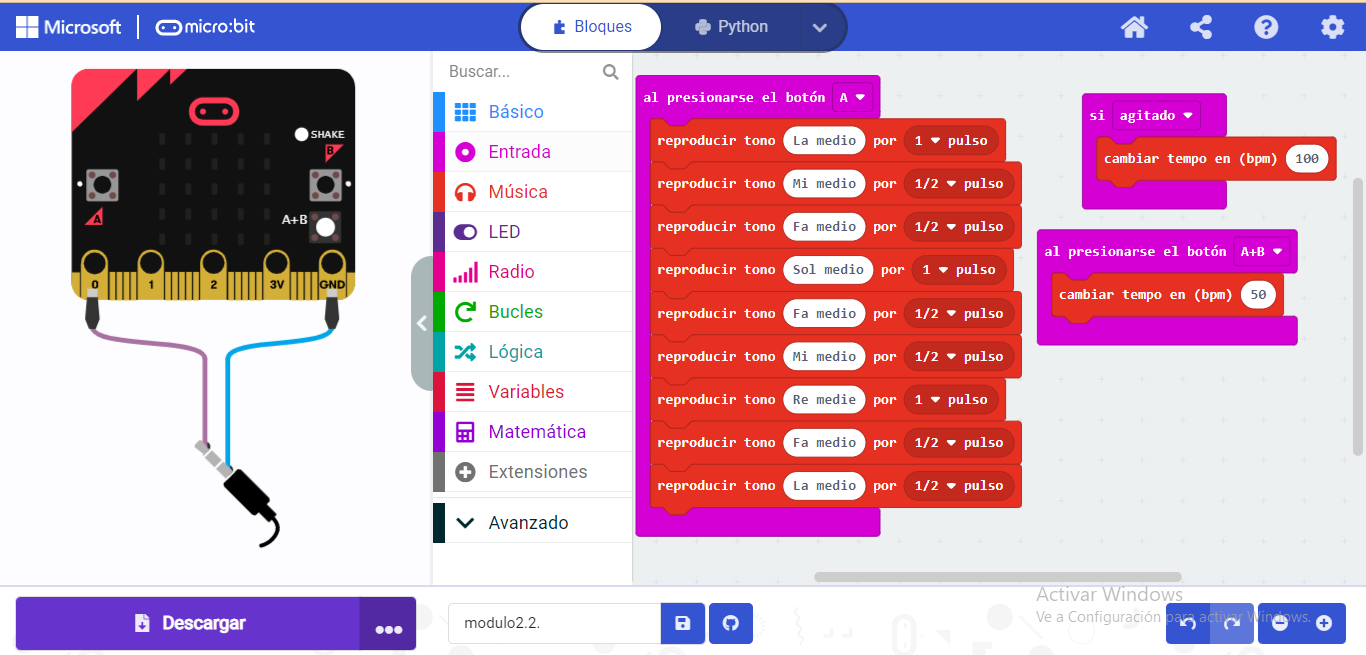 Microsoft
micro:bit
Bloques
Python
SHAKE
B
A
A+B
0
1
2
3V
GND
Buscar...
Básico
Entrada
Música
LED
Radio
Bucles
Lógica
Variables
Matemática
Extensiones
Avanzado
al presionarse el botón A
reproducir tono La medio por 1 pulso
reproducir tono Mi medio por 1/2 pulso
reproducir tono Fa medio por 1/2 pulso
reproducir tono Sol medio por 1 pulso
reproducir tono Fa medio por 1/2 pulso
reproducir tono Mi medio por 1/2 pulso
reproducir tono Re medie por 1 pulso
reproducir tono Fa medio por 1/2 pulso
reproducir tono La medio por 1/2 pulso
si agitado
cambiar tempo en (bpm) 100
al presionarse el botón A+B
cambiar tempo en (bpm) 50
Descargar
modulo2.2.
Activar Windows
Ve a Configuración para activar Windows.